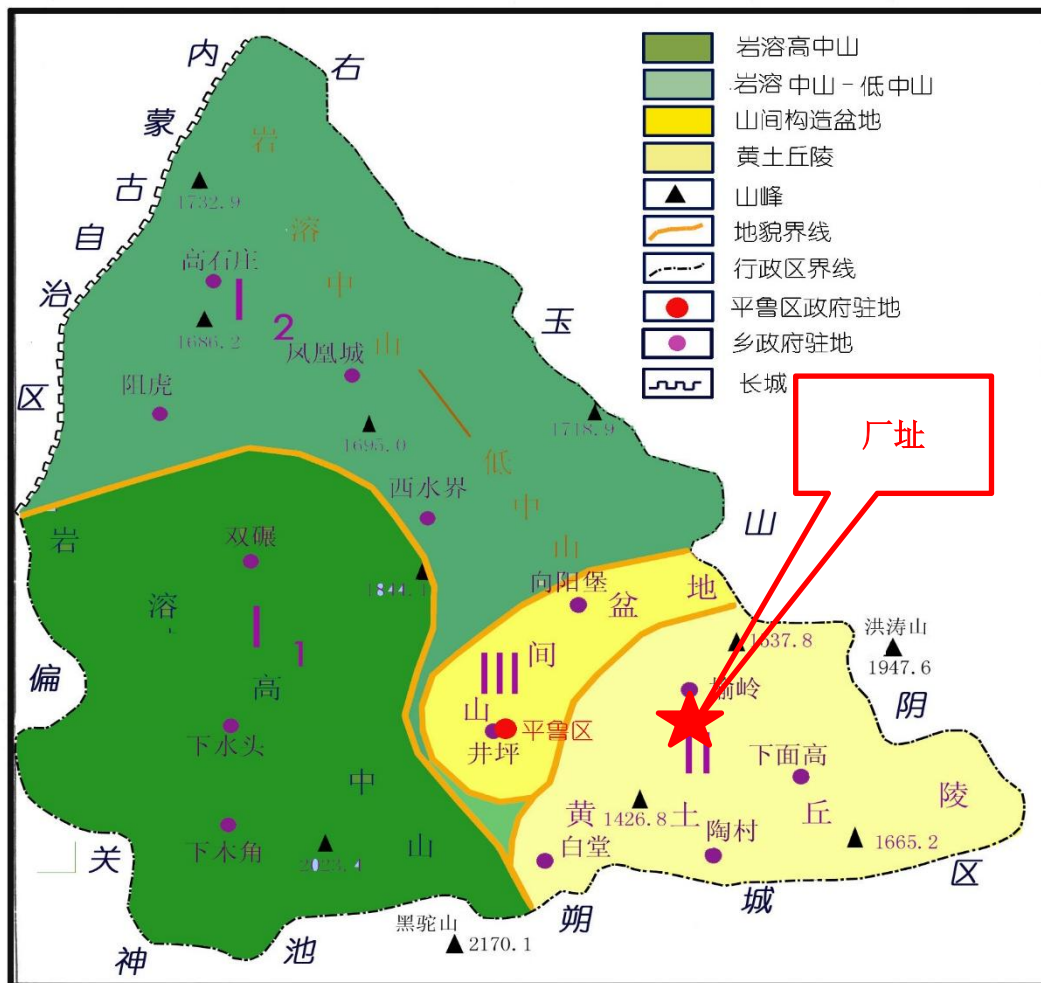 岩溶高中山
岩溶中山-低中山
山间构造盆地
黄土丘陵
山峰
地貌界线
行政区界线
平鲁区政府驻地
乡政府驻地
长城
厂址
内蒙古自治区
右玉
山阴
朔城区
神池
偏关
岩溶中山
低中山
1732.9
高石庄
I2
1686.2
凤凰城
阻虎
1695.0
1718.9
西水界
岩溶高中山
双碾
I1
下水头
下木角
向阳堡
山间盆地
III
井坪
平鲁区
1637.8
洪涛山
1947.6
榆岭
II
下面高
黄土丘陵
1426.8
陶村
白堂
1665.2
黑驼山
2170.1